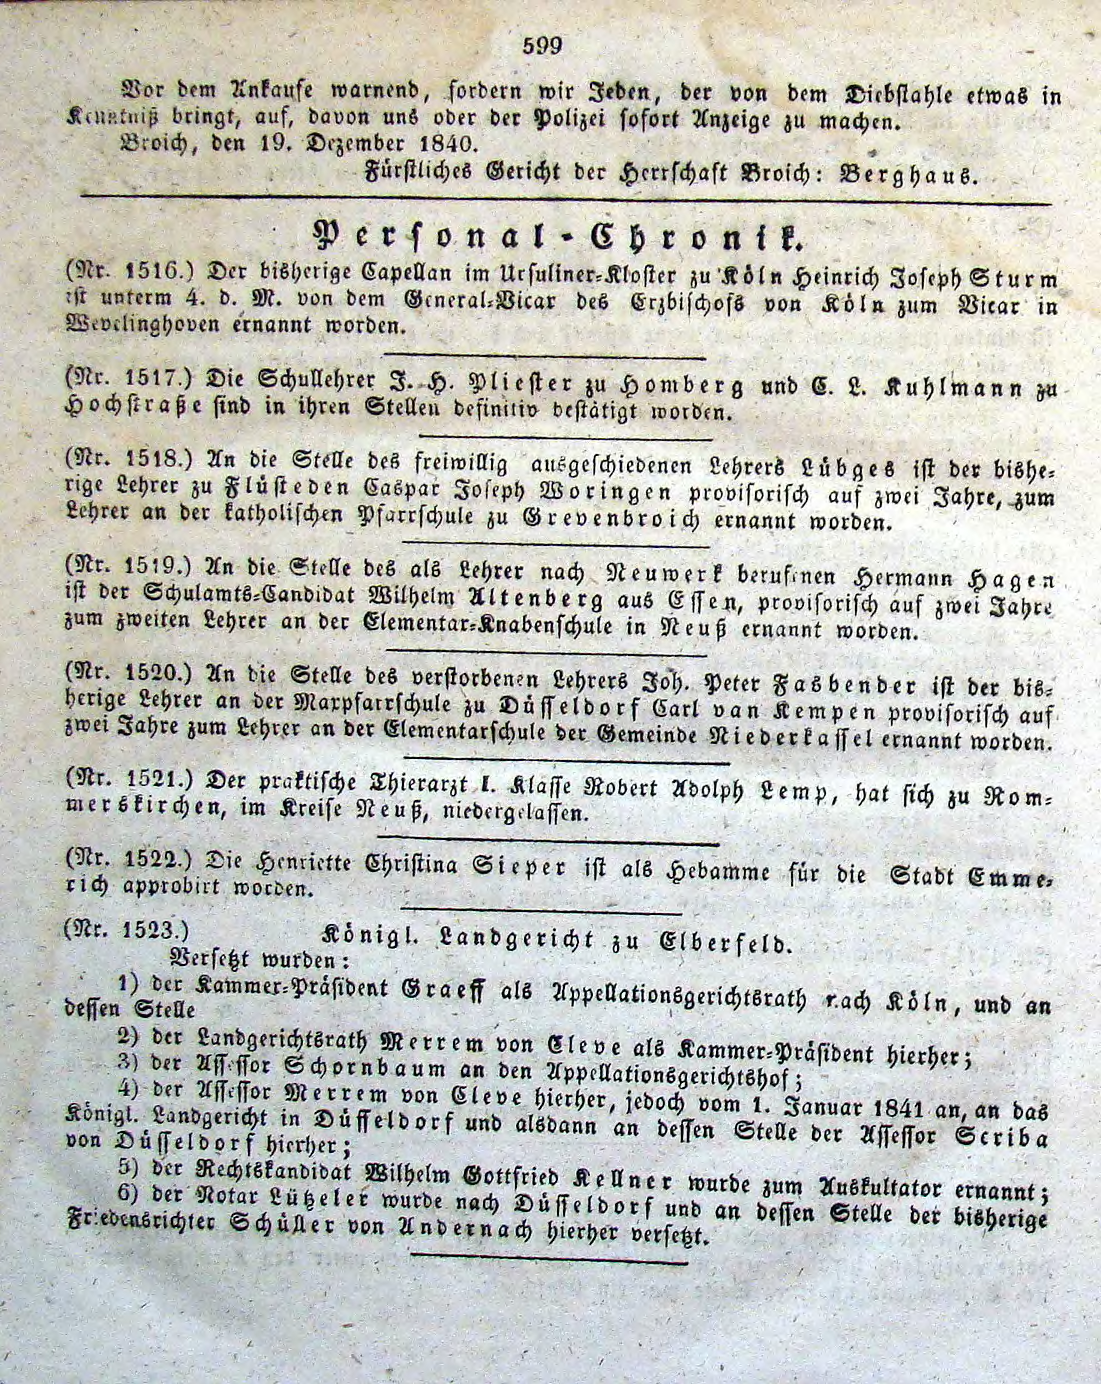 599
Vor dem Ankaufe warnend, fordern wir Jeden, der von dem Diebstahle etwas in
Kenntniß bringt, auf, davon uns oder der Polizei sofort Anzeige zu machen.
Broich, den 19. Dezember 1840.
Fürstliches Gericht der Herrschaft Broich: Berghaus.
Personal-Chronik.
(Nr. 1516.) Der bisherige Capellan im Ursuliner-Kloster zu Köln Heinrich Joseph Sturm
ist unterm 4. d. M. von dem General-Vicar des Erzbischofs von Köln zum Vicar in
Wevelinghoven ernannt worden.
(Nr. 1517.) Die Schullehrer J. H. Pliester zu Homberg und C. L. Kuhlmann zu
Hochstraße sind in ihren Stellen definitiv bestätigt worden.
(Nr. 1518.) An die Stelle des freiwillig ausgeschiedenen Lehrers Lübges ist der bishe-
rige Lehrer zu Flüsteden Caspar Joseph Woringen provisorisch auf zwei Jahre, zum
Lehrer an der katholischen Pfarrschule zu Grevenbroich ernannt worden.
(Nr. 1519.) An die Stelle des als Lehrer nach Neuwerk berufenen Hermann Hagen
ist der Schulamts-Candidat Wilhelm Altenberg aus Essen, provisorisch auf zwei Jahre
zum zweiten Lehrer an der Elementar-Knabenschule in Neuß ernannt worden.
(Nr. 1520.) An die Stelle des verstorbenen Lehrers Joh. Peter Fasbender ist der bis-
herige Lehrer an der Marpfarrschule zu Düsseldorf Carl van Kempen provisorisch auf
zwei Jahre zum Lehrer an der Elementarschule der Gemeinde Niederkassel ernannt worden.
(Nr. 1521.) Der praktische Thierarzt I. Klasse Robert Adolph Lemp, hat sich zu Rom-
merskirchen, im Kreise Neuß, niedergelassen.
(Nr. 1522.) Die Henriette Christina Sieper ist als Hebamme für die Stadt Emme-
rich approbirt worden.
(Nr. 1523.) Königl. Landgericht zu Elberfeld.
Versetzt wurden:
1) der Kammer-Präsident Graeff als Appellationsgerichtsrath nach Köln, und an
dessen Stelle
2) der Landgerichtsrath Merrem von Cleve als Kammer-Präsident hierher;
3) der Assessor Schornbaum an den Appellationsgerichtshof;
4) der Assessor Merrem von Cleve hierher, jedoch vom 1. Januar 1841 an, an das
Königl. Landgericht in Düsseldorf und alsdann an dessen Stelle der Assessor Scriba
von Düsseldorf hierher;
5) der Rechtskandidat Wilhelm Gottfried Kellner wurde zum Auskultator ernannt;
6) der Notar Lützeler wurde nach Düsseldorf und an dessen Stelle der bisherige
Friedensrichter Schüller von Andernach hierher versetzt.